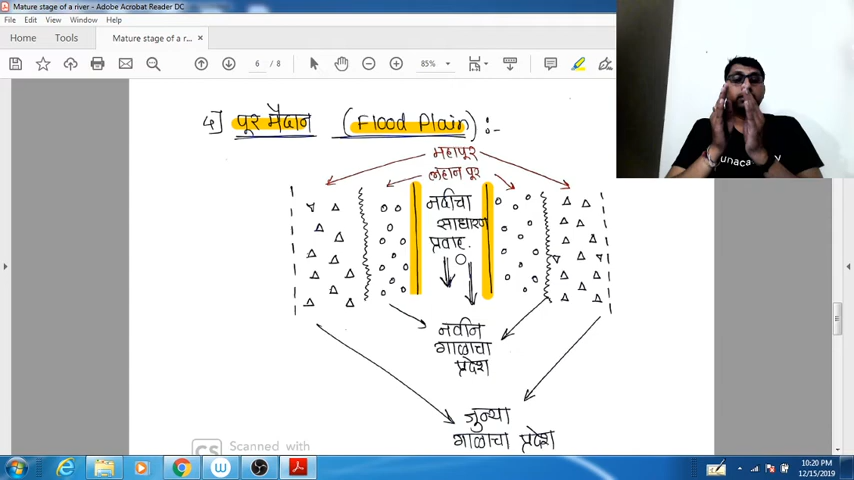 Mature stage of a river - Adobe Acrobat Reader DC
File Edit View Window Help
Home Tools Mature stage of a r... ×
6 / 8 85%
५] पूर मैदान (Flood Plain) :-
महापूर
लहान पूर
नदीचा
साधारण
प्रवाह.
नवीन
गाळाचा
प्रदेश
जुन्या
गाळाचा प्रदेश
CS Scanned with
unaca
10:20 PM
12/15/2019